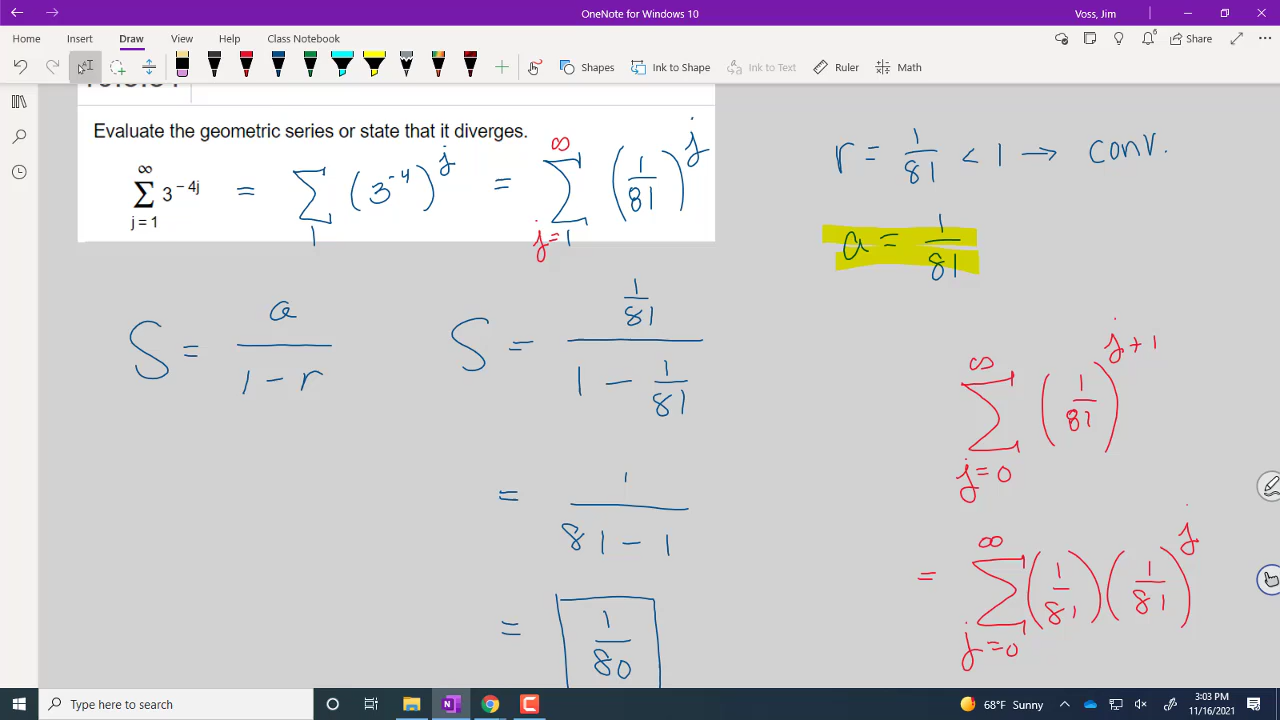 OneNote for Windows 10
Voss, Jim
Home Insert Draw View Help Class Notebook
Share
Shapes Ink to Shape Ink to Text Ruler Math
Evaluate the geometric series or state that it diverges.
∞ Σ j = 1 3^(−4j) = Σ 1 (3^-4)^j = ∞ Σ j=1 (1/81)^j
r = 1/81 < 1 → conv.
a = 1/81
S = a/(1 − r)
S = (1/81)/(1 − 1/81)
= 1/(81 − 1)
= 1/80
∞ Σ j=0 (1/81)^(j+1)
= ∞ Σ j=0 (1/81)(1/81)^j
Type here to search
68°F Sunny
3:03 PM
11/16/2021